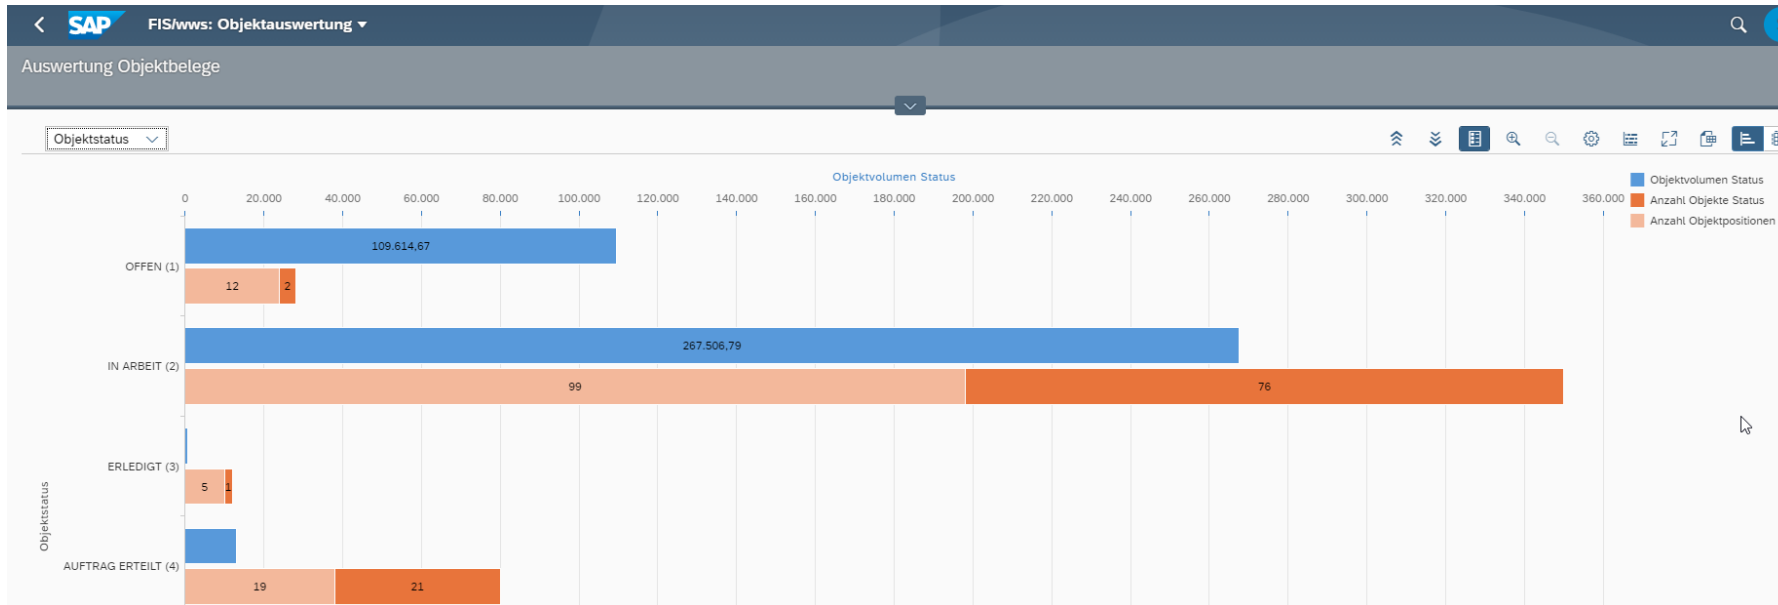 SAP FIS/wws: Objektauswertung
Auswertung Objektbelege
Objektstatus
Objektvolumen Status
0 20.000 40.000 60.000 80.000 100.000 120.000 140.000 160.000 180.000 200.000 220.000 240.000 260.000 280.000 300.000 320.000 340.000 360.000
Objektvolumen Status
Anzahl Objekte Status
Anzahl Objektpositionen
OFFEN (1)
109.614,67
12 2
IN ARBEIT (2)
267.506,79
99 76
ERLEDIGT (3)
5 1
AUFTRAG ERTEILT (4)
19 21
Objektstatus